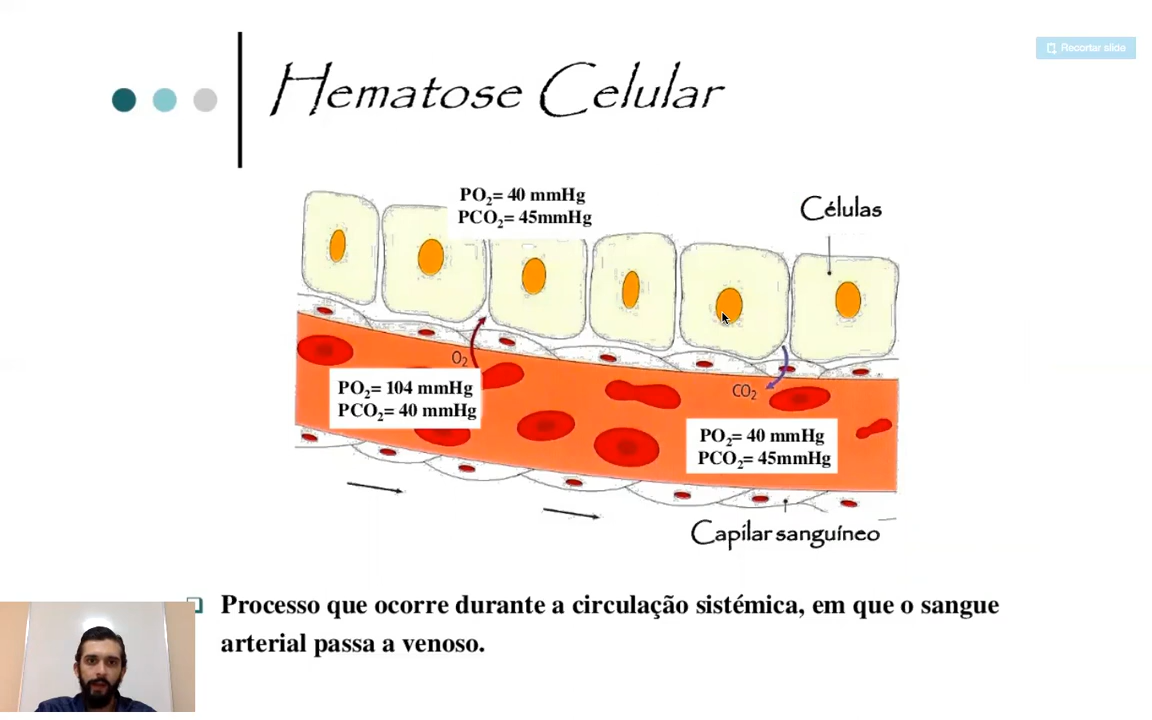 Recortar slide
Hematose Celular
PO₂= 40 mmHg
PCO₂= 45mmHg
Células
O₂
PO₂= 104 mmHg
PCO₂= 40 mmHg
CO₂
PO₂= 40 mmHg
PCO₂= 45mmHg
Capilar sanguíneo
Processo que ocorre durante a circulação sistémica, em que o sangue
arterial passa a venoso.